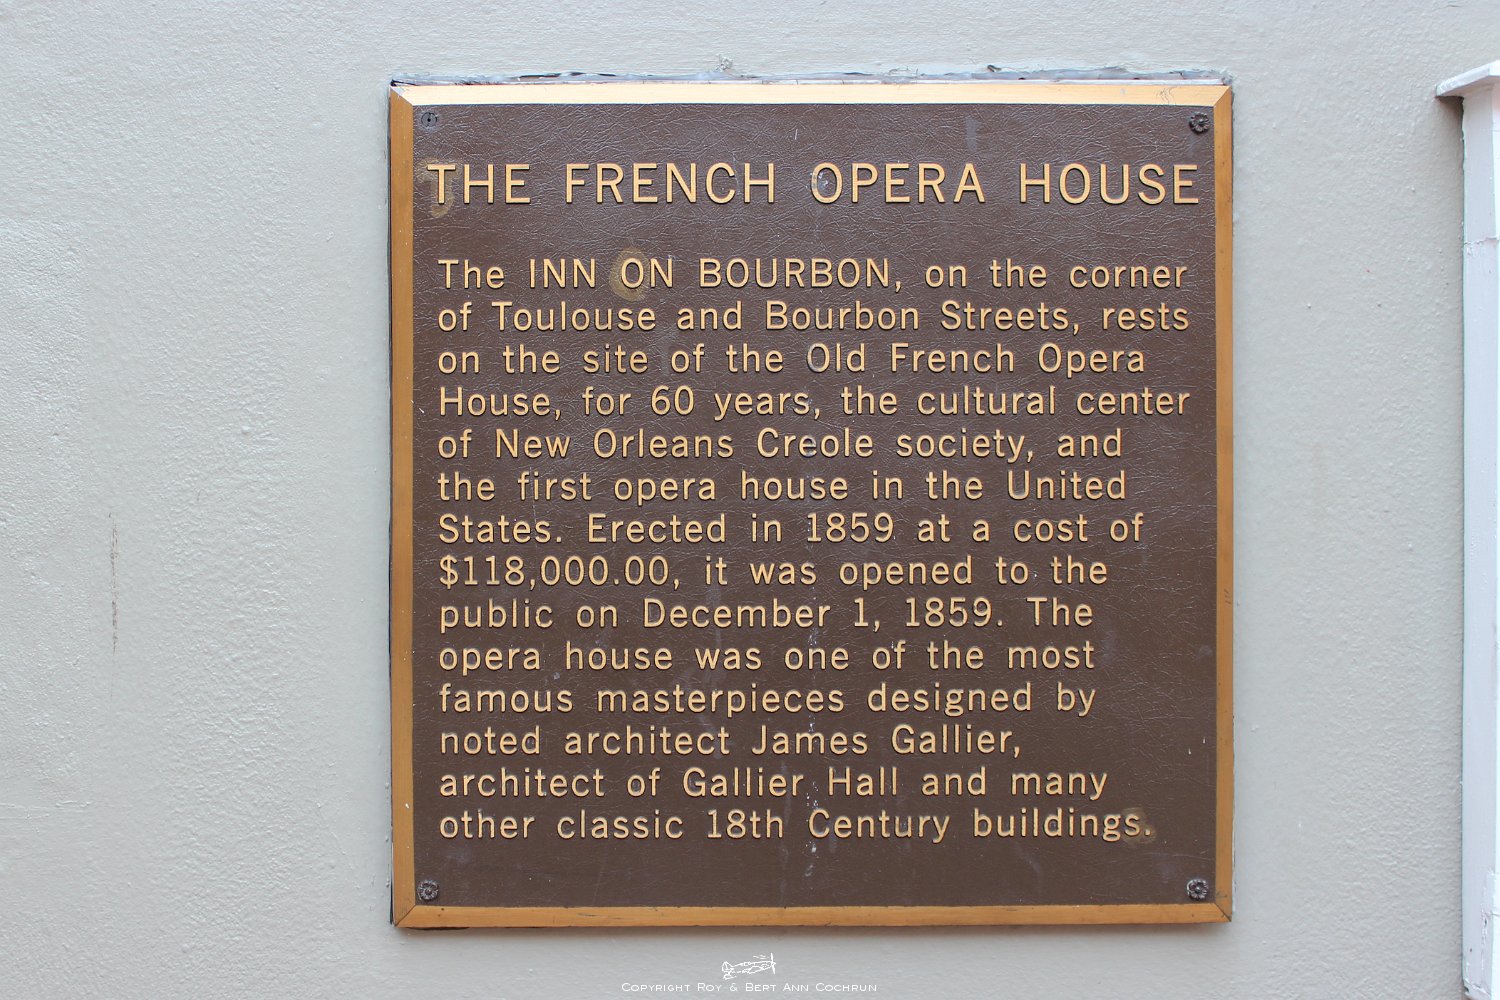 THE FRENCH OPERA HOUSE
The INN ON BOURBON, on the corner
of Toulouse and Bourbon Streets, rests
on the site of the Old French Opera
House, for 60 years, the cultural center
of New Orleans Creole society, and
the first opera house in the United
States. Erected in 1859 at a cost of
$118,000.00, it was opened to the
public on December 1, 1859. The
opera house was one of the most
famous masterpieces designed by
noted architect James Gallier,
architect of Gallier Hall and many
other classic 18th Century buildings.
Copyright Roy & Bert Ann Cochrun